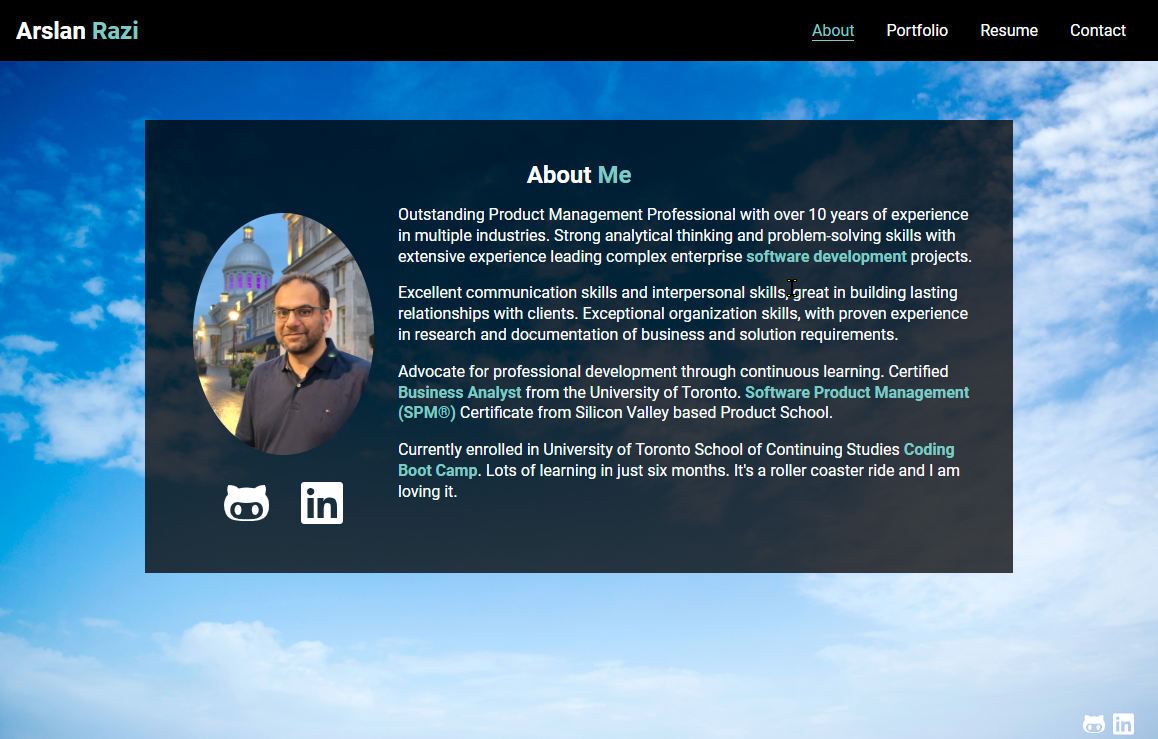 Arslan Razi
About Portfolio Resume Contact
About Me
Outstanding Product Management Professional with over 10 years of experience
in multiple industries. Strong analytical thinking and problem-solving skills with
extensive experience leading complex enterprise software development projects.
Excellent communication skills and interpersonal skills, great in building lasting
relationships with clients. Exceptional organization skills, with proven experience
in research and documentation of business and solution requirements.
Advocate for professional development through continuous learning. Certified
Business Analyst from the University of Toronto. Software Product Management
(SPM®) Certificate from Silicon Valley based Product School.
Currently enrolled in University of Toronto School of Continuing Studies Coding
Boot Camp. Lots of learning in just six months. It's a roller coaster ride and I am
loving it.
in
in